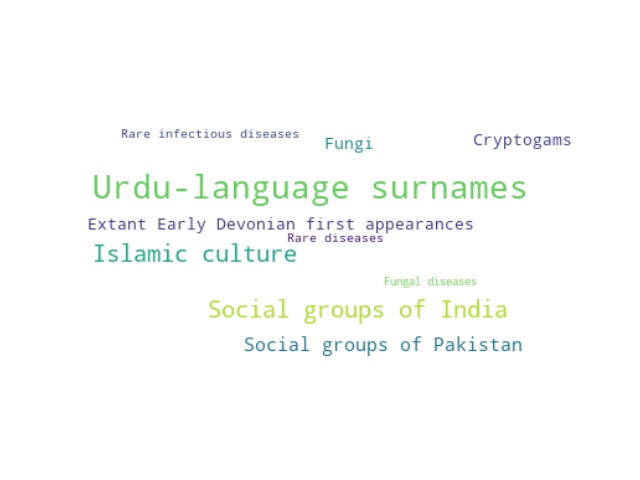 Rare infectious diseases
Fungi
Cryptogams
Urdu-language surnames
Extant Early Devonian first appearances
Rare diseases
Islamic culture
Fungal diseases
Social groups of India
Social groups of Pakistan